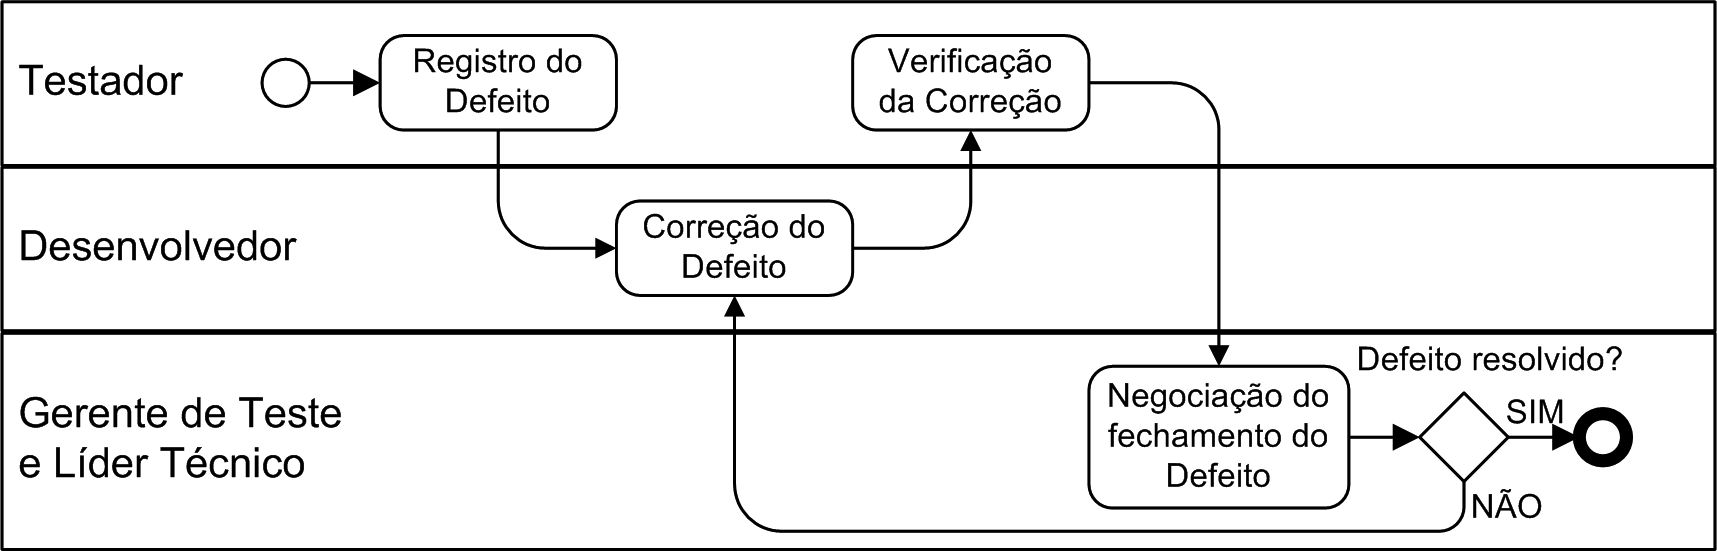 Testador
Registro do
Defeito
Verificação
da Correção
Desenvolvedor
Correção do
Defeito
Gerente de Teste
e Líder Técnico
Negociação do
fechamento do
Defeito
Defeito resolvido?
SIM
NÃO